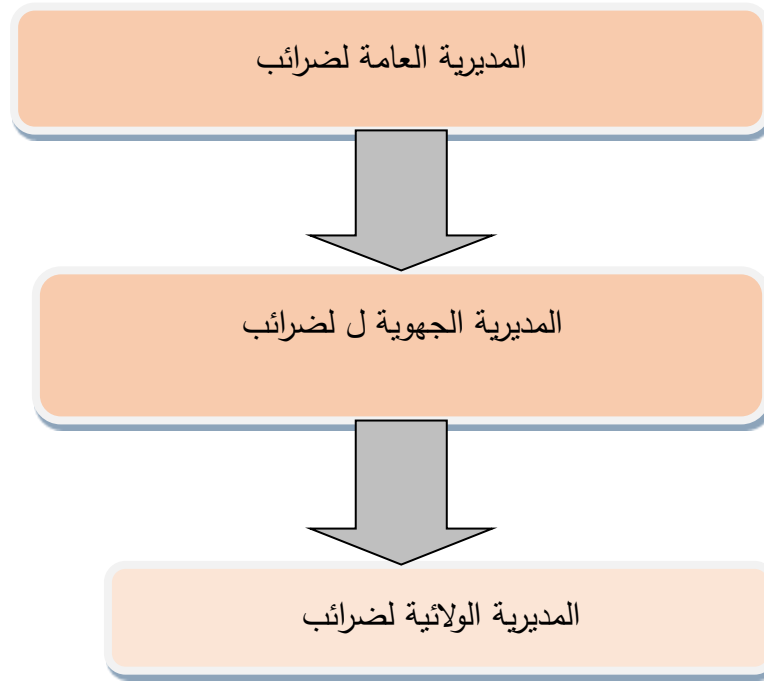 المديرية العامة لضرائب
المديرية الجهوية ل لضرائب
المديرية الولائية لضرائب